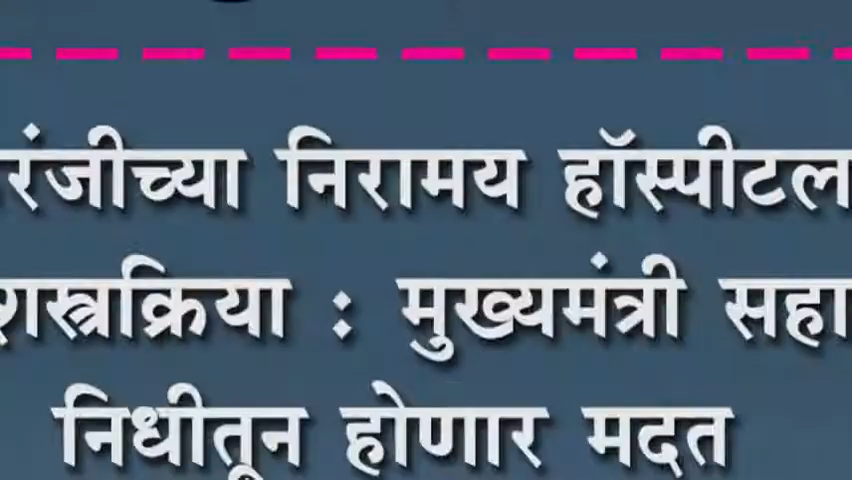 रंजीच्या निरामय हॉस्पीटल
शस्त्रक्रिया : मुख्यमंत्री सहा
निधीतून होणार मदत